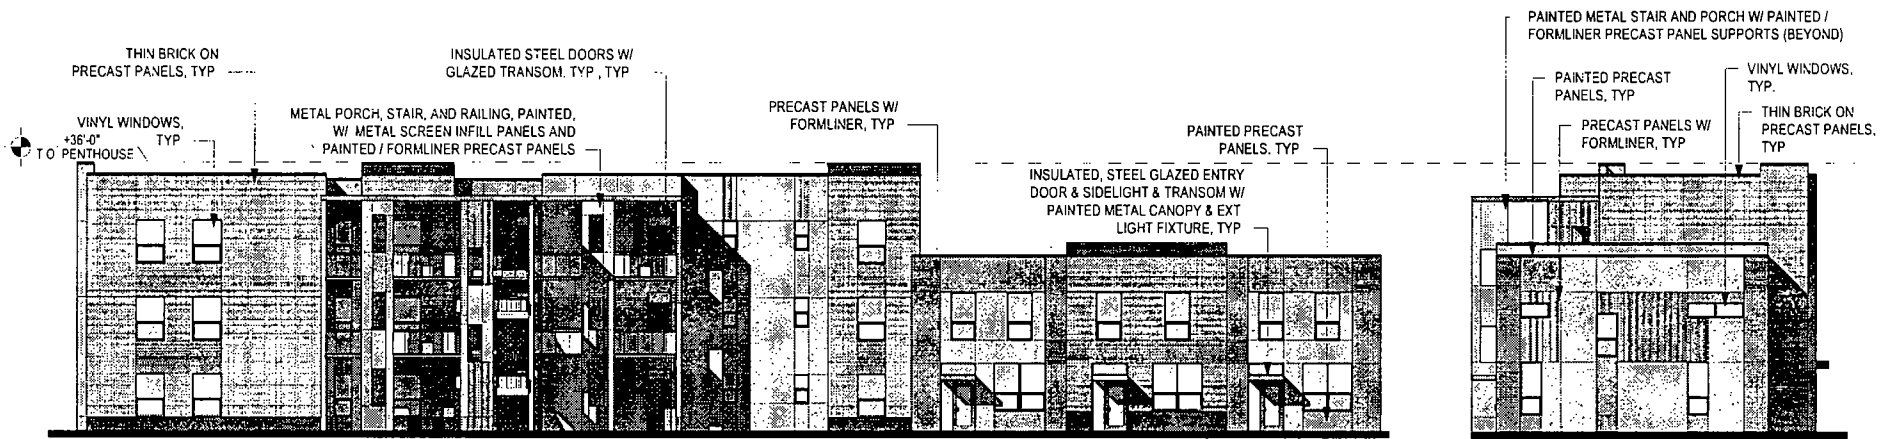 THIN BRICK ON
PRECAST PANELS, TYP
VINYL WINDOWS,
TYP
+36'-0"
T O PENTHOUSE
INSULATED STEEL DOORS W/
GLAZED TRANSOM. TYP , TYP
METAL PORCH, STAIR, AND RAILING, PAINTED,
W/ METAL SCREEN INFILL PANELS AND
PAINTED / FORMLINER PRECAST PANELS
PRECAST PANELS W/
FORMLINER, TYP
PAINTED PRECAST
PANELS. TYP
INSULATED, STEEL GLAZED ENTRY
DOOR & SIDELIGHT & TRANSOM W/
PAINTED METAL CANOPY & EXT
LIGHT FIXTURE, TYP
PAINTED METAL STAIR AND PORCH W/ PAINTED /
FORMLINER PRECAST PANEL SUPPORTS (BEYOND)
PAINTED PRECAST
PANELS, TYP
VINYL WINDOWS,
TYP.
PRECAST PANELS W/
FORMLINER, TYP
THIN BRICK ON
PRECAST PANELS,
TYP